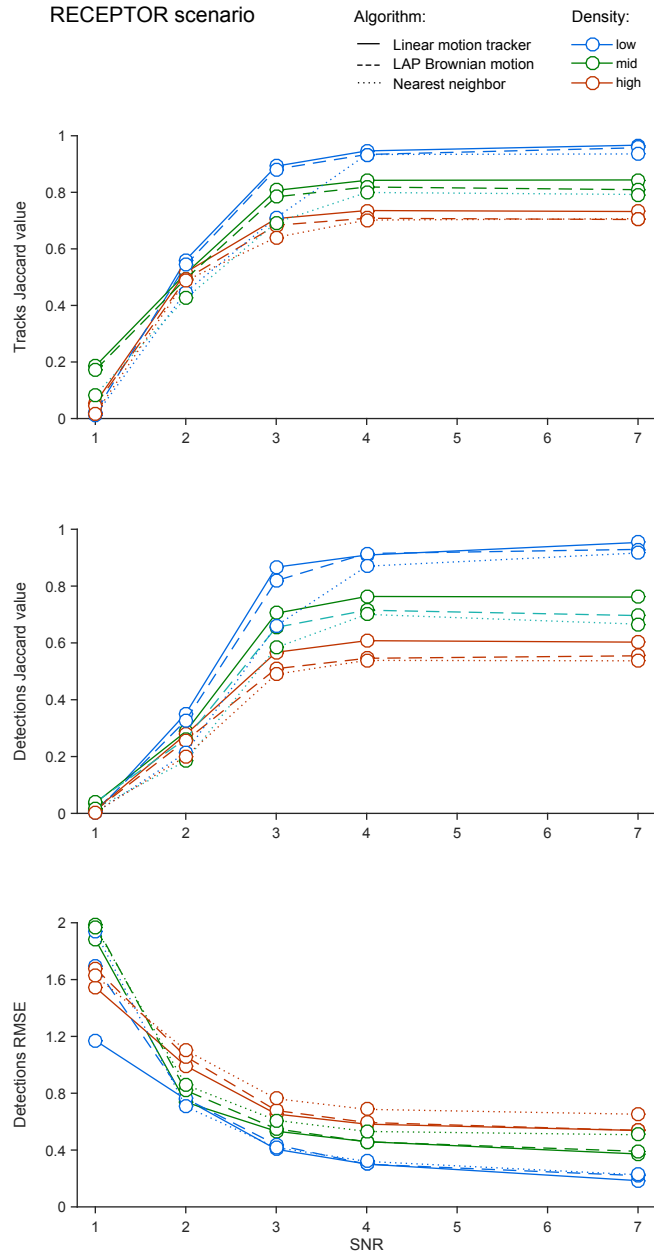 RECEPTOR scenario
Algorithm:
Density:
Linear motion tracker
low
LAP Brownian motion
mid
Nearest neighbor
high
1
0.8
0.6
0.4
0.2
0
Tracks Jaccard value
1 2 3 4 5 6 7
1
0.8
0.6
0.4
0.2
0
Detections Jaccard value
1 2 3 4 5 6 7
2
1.6
1.2
0.8
0.4
0
Detections RMSE
1 2 3 4 5 6 7
SNR